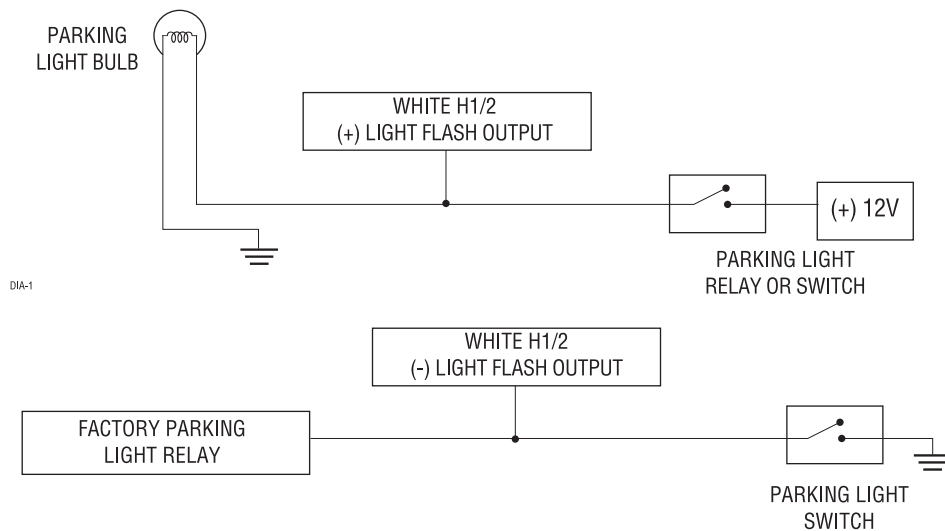 PARKING
LIGHT BULB
WHITE H1/2
(+) LIGHT FLASH OUTPUT
(+) 12V
PARKING LIGHT
RELAY OR SWITCH
DIA-1
WHITE H1/2
(-) LIGHT FLASH OUTPUT
FACTORY PARKING
LIGHT RELAY
PARKING LIGHT
SWITCH